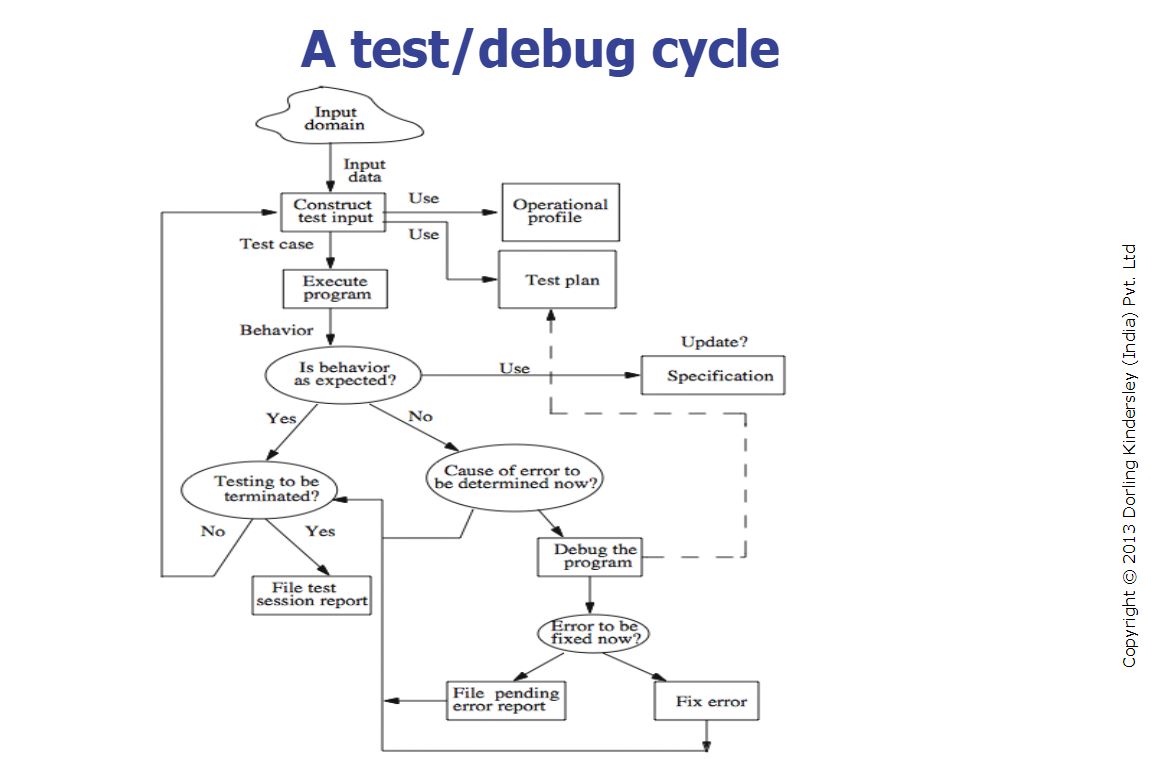 A test/debug cycle
Input
domain
Input
data
Construct
test input
Use
Operational
profile
Use
Test case
Execute
program
Test plan
Behavior
Update?
Is behavior
as expected?
Use
Specification
Yes
No
Testing to be
terminated?
Cause of error to
be determined now?
No
Yes
Debug the
program
File test
session report
Error to be
fixed now?
File pending
error report
Fix error
Copyright © 2013 Dorling Kindersley (India) Pvt. Ltd